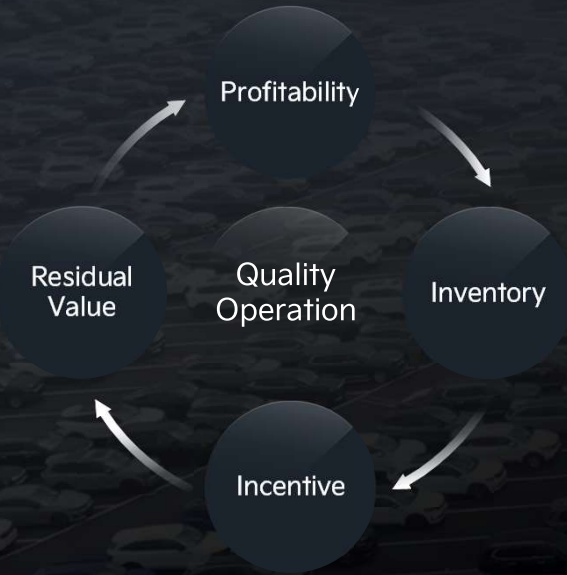 Profitability
Residual
Value
Quality
Operation
Inventory
Incentive